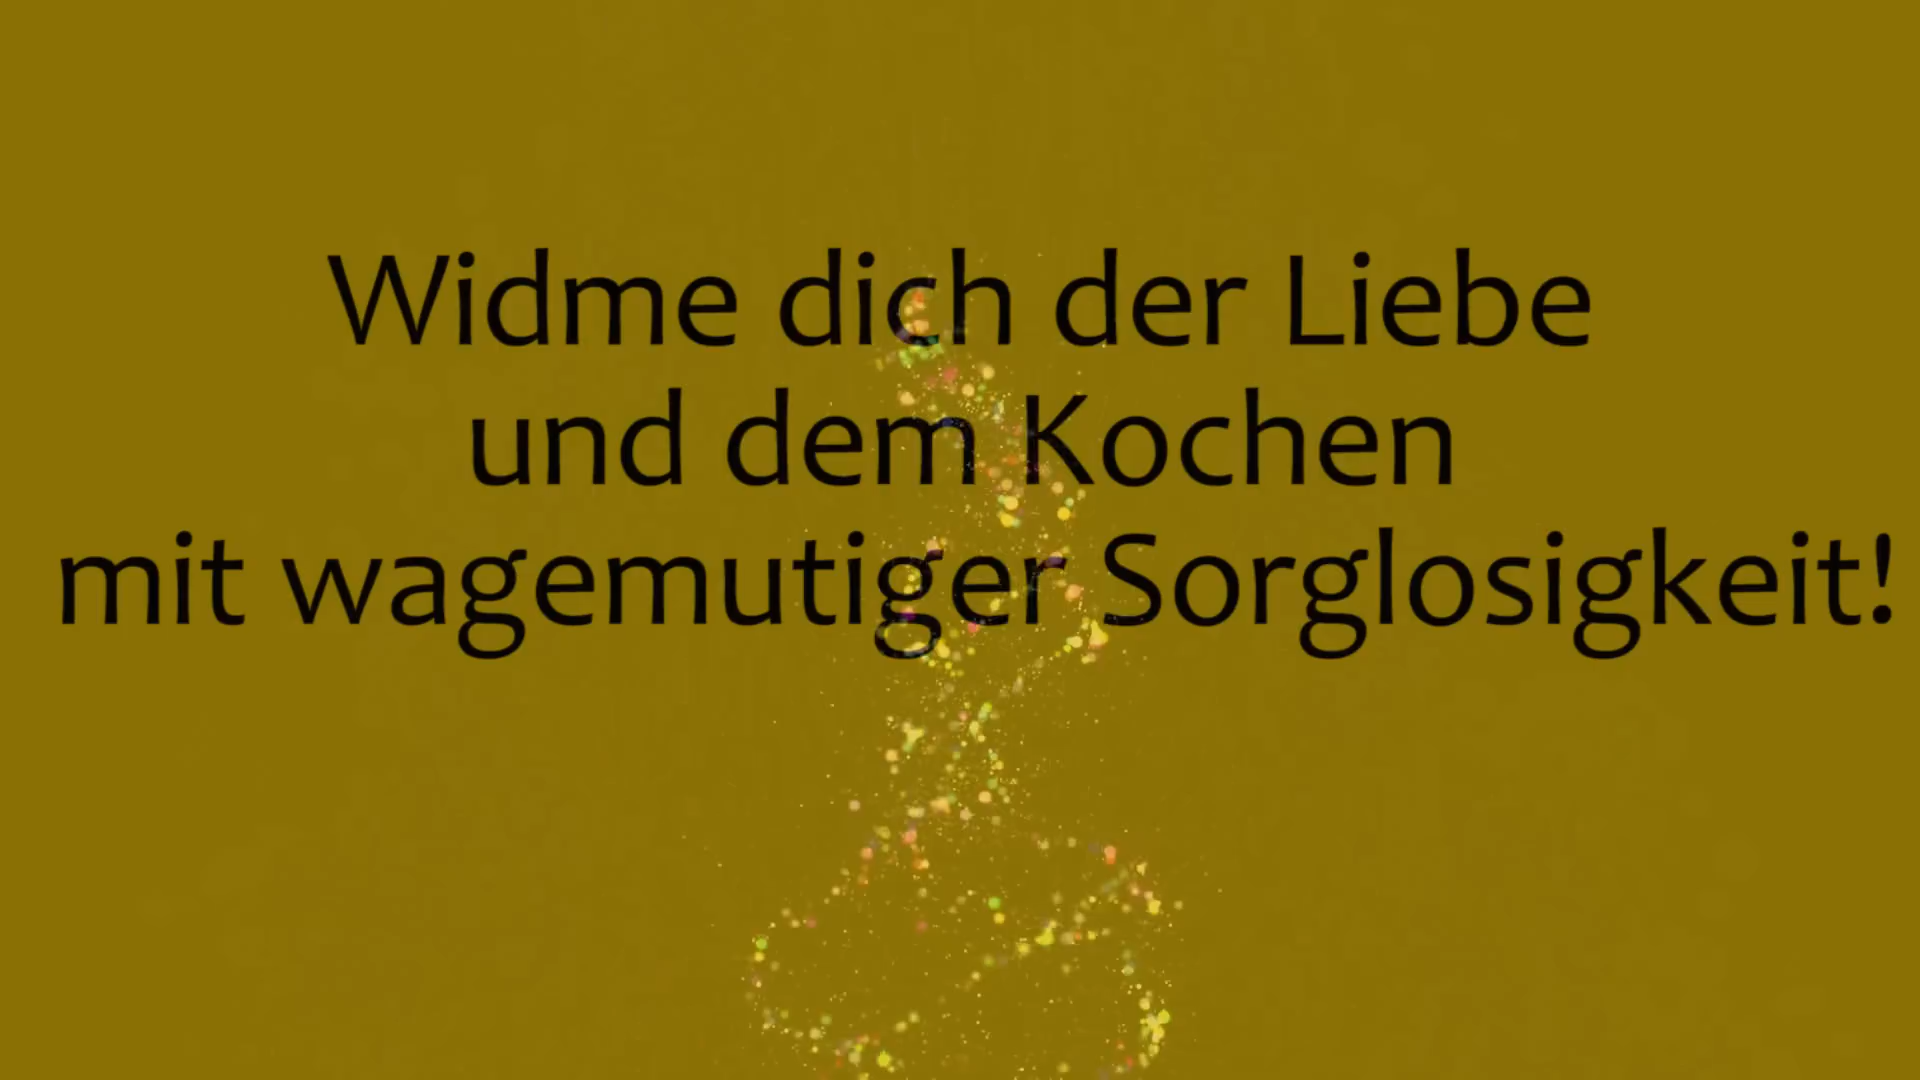 Widme dich der Liebe
und dem Kochen
mit wagemutiger Sorglosigkeit!